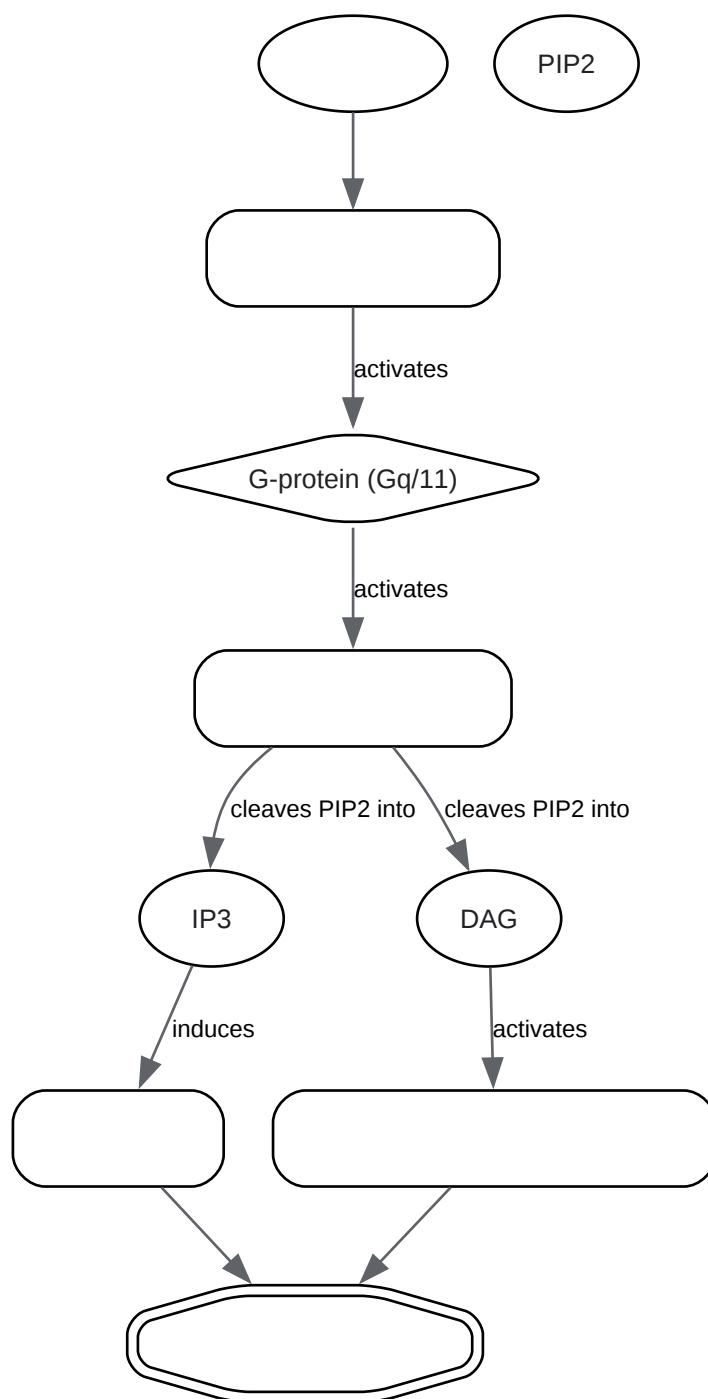 PIP2
activates
G-protein (Gq/11)
activates
cleaves PIP2 into
cleaves PIP2 into
IP3
DAG
induces
activates